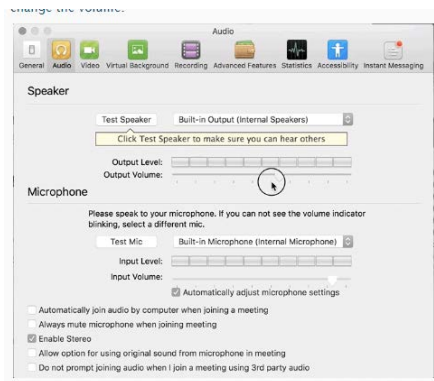 change the volume.
Audio
General Audio Video Virtual Background Recording Advanced Features Statistics Accessibility Instant Messaging
Speaker
Test Speaker Built-in Output (Internal Speakers)
Click Test Speaker to make sure you can hear others
Output Level:
Output Volume:
Microphone
Please speak to your microphone. If you can not see the volume indicator
blinking, select a different mic.
Test Mic Built-in Microphone (Internal Microphone)
Input Level:
Input Volume:
Automatically adjust microphone settings
Automatically join audio by computer when joining a meeting
Always mute microphone when joining meeting
Enable Stereo
Allow option for using original sound from microphone in meeting
Do not prompt joining audio when I join a meeting using 3rd party audio